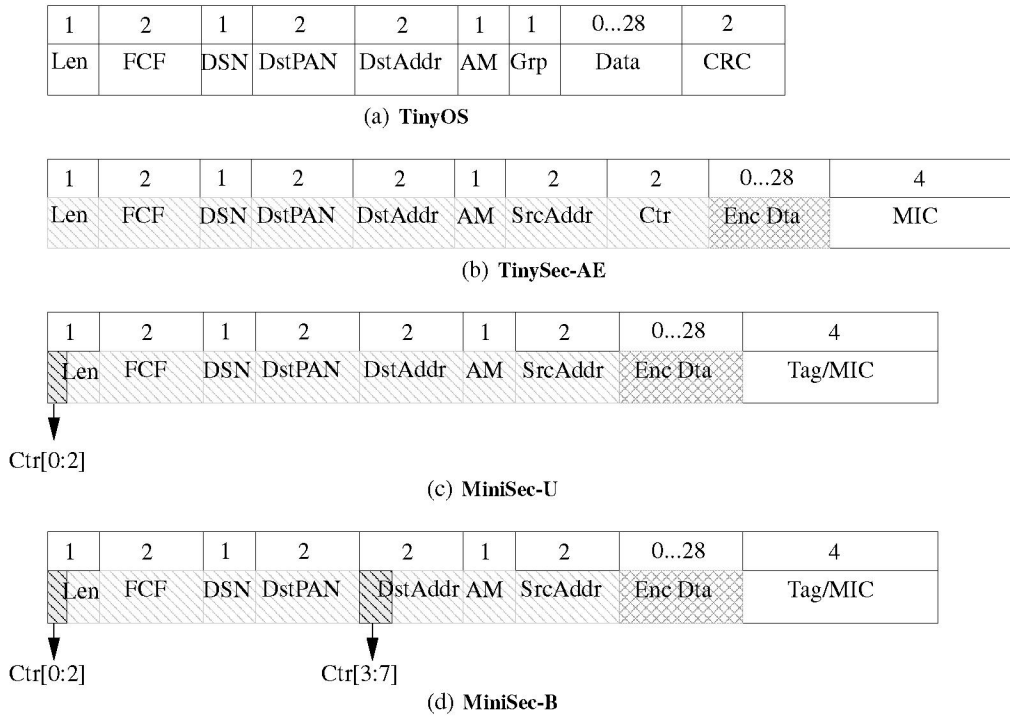 1 2 1 2 2 1 1 0...28 2
Len FCF DSN DstPAN DstAddr AM Grp Data CRC
(a) TinyOS
1 2 1 2 2 1 2 2 0...28 4
Len FCF DSN DstPAN DstAddr AM SrcAddr Ctr Enc Dta MIC
(b) TinySec-AE
1 2 1 2 2 1 2 0...28 4
Len FCF DSN DstPAN DstAddr AM SrcAddr Enc Dta Tag/MIC
Ctr[0:2]
(c) MiniSec-U
1 2 1 2 2 1 2 0...28 4
Len FCF DSN DstPAN DstAddr AM SrcAddr Enc Dta Tag/MIC
Ctr[0:2] Ctr[3:7]
(d) MiniSec-B